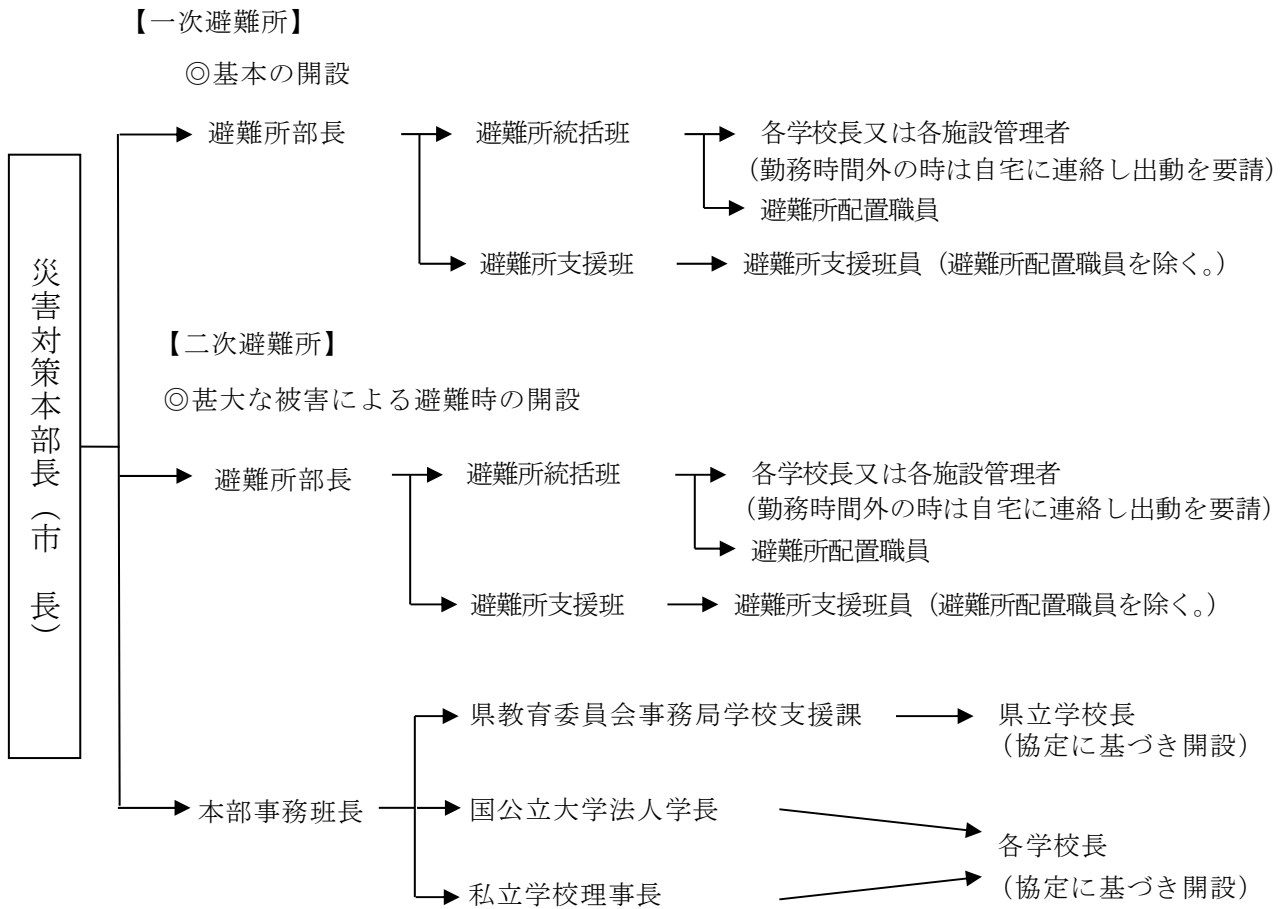 【一次避難所】
◎基本の開設
避難所部長
避難所統括班
各学校長又は各施設管理者
(勤務時間外の時は自宅に連絡し出動を要請)
避難所配置職員
避難所支援班
避難所支援班員(避難所配置職員を除く。)
災害対策本部長(市 長)
【二次避難所】
◎甚大な被害による避難時の開設
避難所部長
避難所統括班
各学校長又は各施設管理者
(勤務時間外の時は自宅に連絡し出動を要請)
避難所配置職員
避難所支援班
避難所支援班員(避難所配置職員を除く。)
県教育委員会事務局学校支援課
県立学校長
(協定に基づき開設)
本部事務班長
国公立大学法人学長
各学校長
(協定に基づき開設)
私立学校理事長